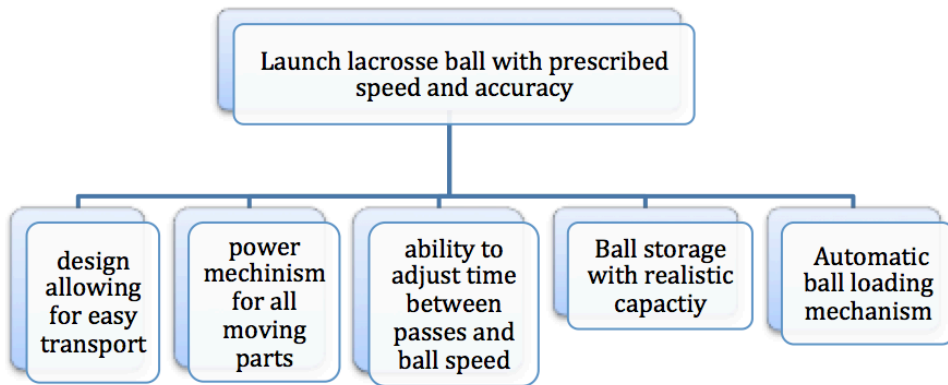 Launch lacrosse ball with prescribed
speed and accuracy
design
allowing
for easy
transport
power
mechinism
for all
moving
parts
ability to
adjust time
between
passes and
ball speed
Ball storage
with realistic
capactiy
Automatic
ball loading
mechanism